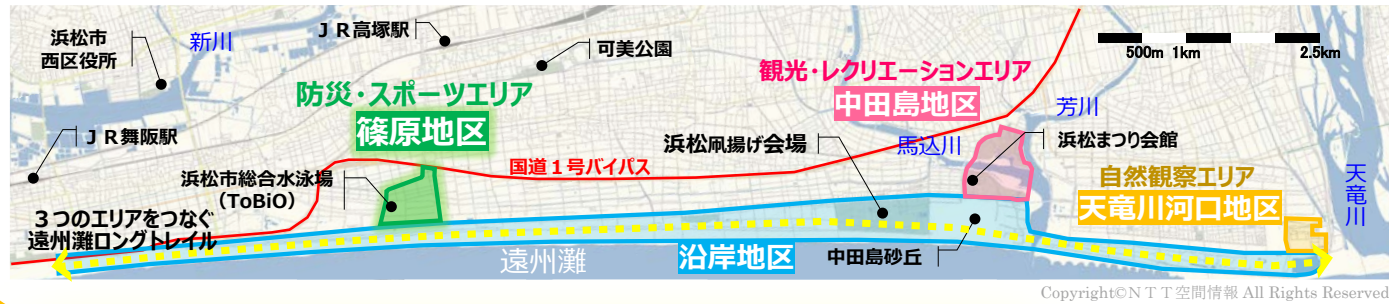 浜松市
西区役所
新川
ＪＲ高塚駅
可美公園
500m 1km 2.5km
観光・レクリエーションエリア
中田島地区
防災・スポーツエリア
篠原地区
芳川
ＪＲ舞阪駅
浜松凧揚げ会場
馬込川
浜松まつり会館
国道１号バイパス
浜松市総合水泳場
（ToBiO）
自然観察エリア
天竜川河口地区
天竜川
３つのエリアをつなぐ
遠州灘ロングトレイル
遠州灘
沿岸地区
中田島砂丘
Copyright©ＮＴＴ空間情報 All Rights Reserved